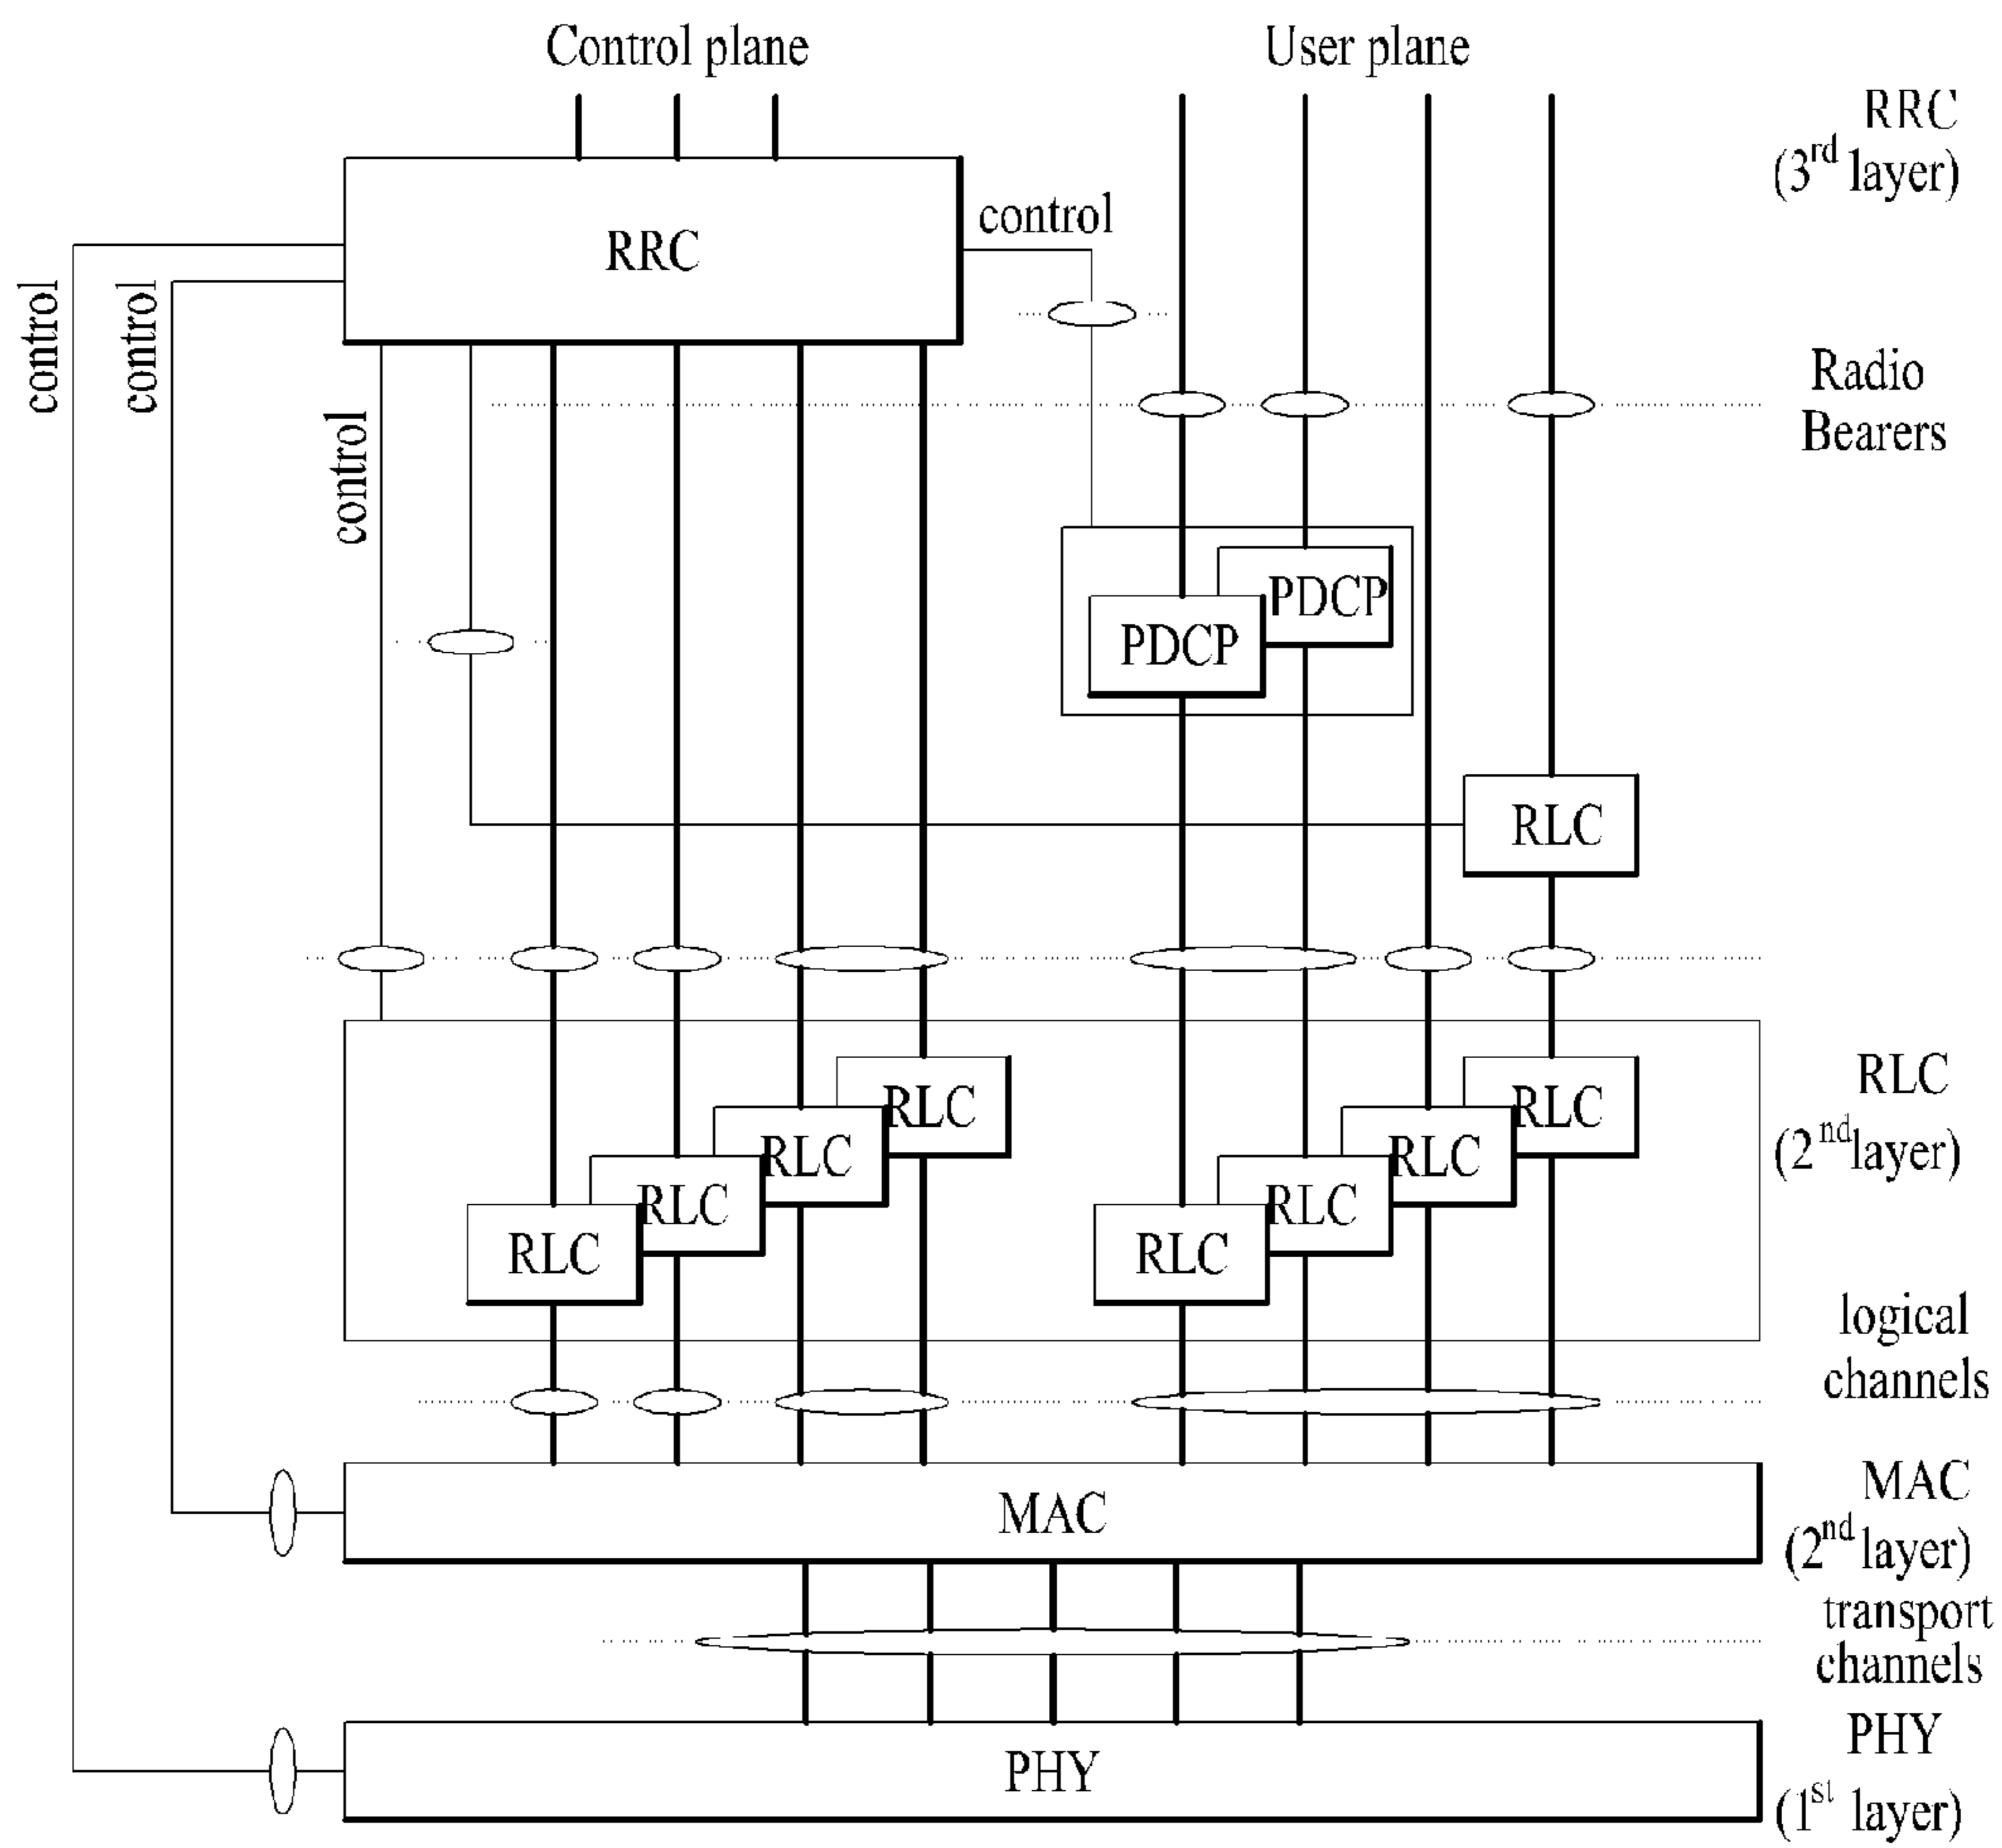 Control plane
User plane
RRC
(3rd layer)
control
RRC
control
control
control
Radio
Bearers
PDCP
PDCP
RLC
RLC
RLC
RLC
RLC
RLC
RLC
RLC
RLC
RLC
(2nd layer)
logical
channels
MAC
MAC
(2nd layer)
transport
channels
PHY
PHY
(1st layer)